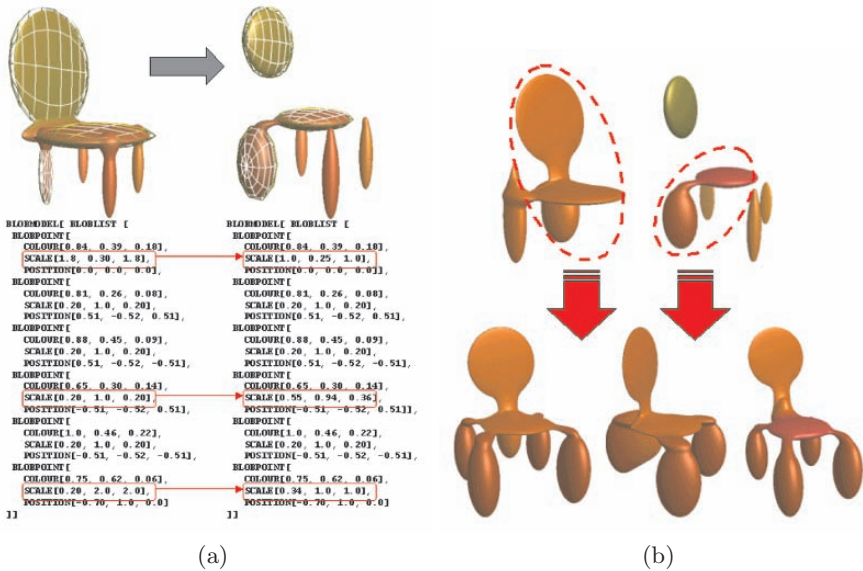 BLOBMODEL[ BLOBLIST [
BLOBPOINT[
COLOUR[0.84, 0.39, 0.18],
SCALE[1.8, 0.30, 1.8],
POSITION[0.0, 0.0, 0.0],
BLOBPOINT[
COLOUR[0.81, 0.26, 0.08],
SCALE[0.20, 1.0, 0.20],
POSITION[0.51, -0.52, 0.51],
BLOBPOINT[
COLOUR[0.88, 0.45, 0.09],
SCALE[0.20, 1.0, 0.20],
POSITION[0.51, -0.52, -0.51],
BLOBPOINT[
COLOUR[0.65, 0.30, 0.14],
SCALE[0.20, 1.0, 0.20],
POSITION[-0.51, -0.52, 0.51],
BLOBPOINT[
COLOUR[1.0, 0.46, 0.22],
SCALE[0.20, 1.0, 0.20],
POSITION[-0.51, -0.52, -0.51],
BLOBPOINT[
COLOUR[0.75, 0.62, 0.06],
SCALE[0.20, 2.0, 2.0],
POSITION[-0.70, 1.0, 0.0]
]]
BLOBMODEL[ BLOBLIST [
BLOBPOINT[
COLOUR[0.84, 0.39, 0.18],
SCALE[1.0, 0.25, 1.0],
POSITION[0.0, 0.0, 0.0]],
BLOBPOINT[
COLOUR[0.81, 0.26, 0.08],
SCALE[0.20, 1.0, 0.20],
POSITION[0.51, -0.52, 0.51],
BLOBPOINT[
COLOUR[0.88, 0.45, 0.09],
SCALE[0.20, 1.0, 0.20],
POSITION[0.51, -0.52, -0.51],
BLOBPOINT[
COLOUR[0.65, 0.30, 0.14],
SCALE[0.55, 0.94, 0.36],
POSITION[-0.51, -0.52, 0.51]],
BLOBPOINT[
COLOUR[1.0, 0.46, 0.22],
SCALE[0.20, 1.0, 0.20],
POSITION[-0.51, -0.52, -0.51],
BLOBPOINT[
COLOUR[0.75, 0.62, 0.06],
SCALE[0.34, 1.0, 1.0],
POSITION[-0.70, 1.0, 0.0]
]]
(a)
(b)